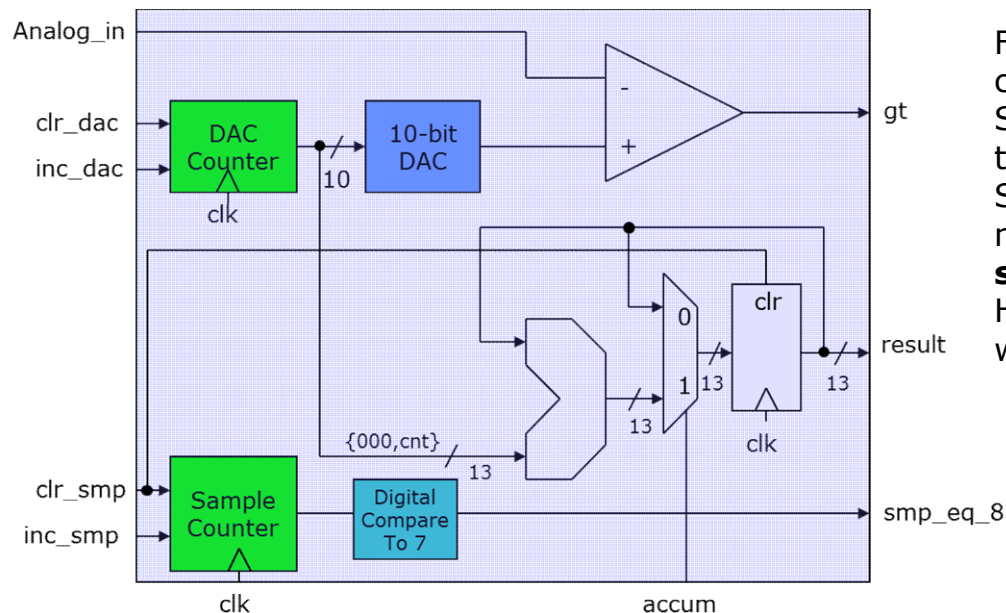 Analog_in
clr_dac
inc_dac
DAC
Counter
clk
10
10-bit
DAC
-
+
gt
clr
0
1
13
13
13
result
clk
{000,cnt}
13
clr_smp
inc_smp
Sample
Counter
clk
Digital
Compare
To 7
smp_eq_8
accum